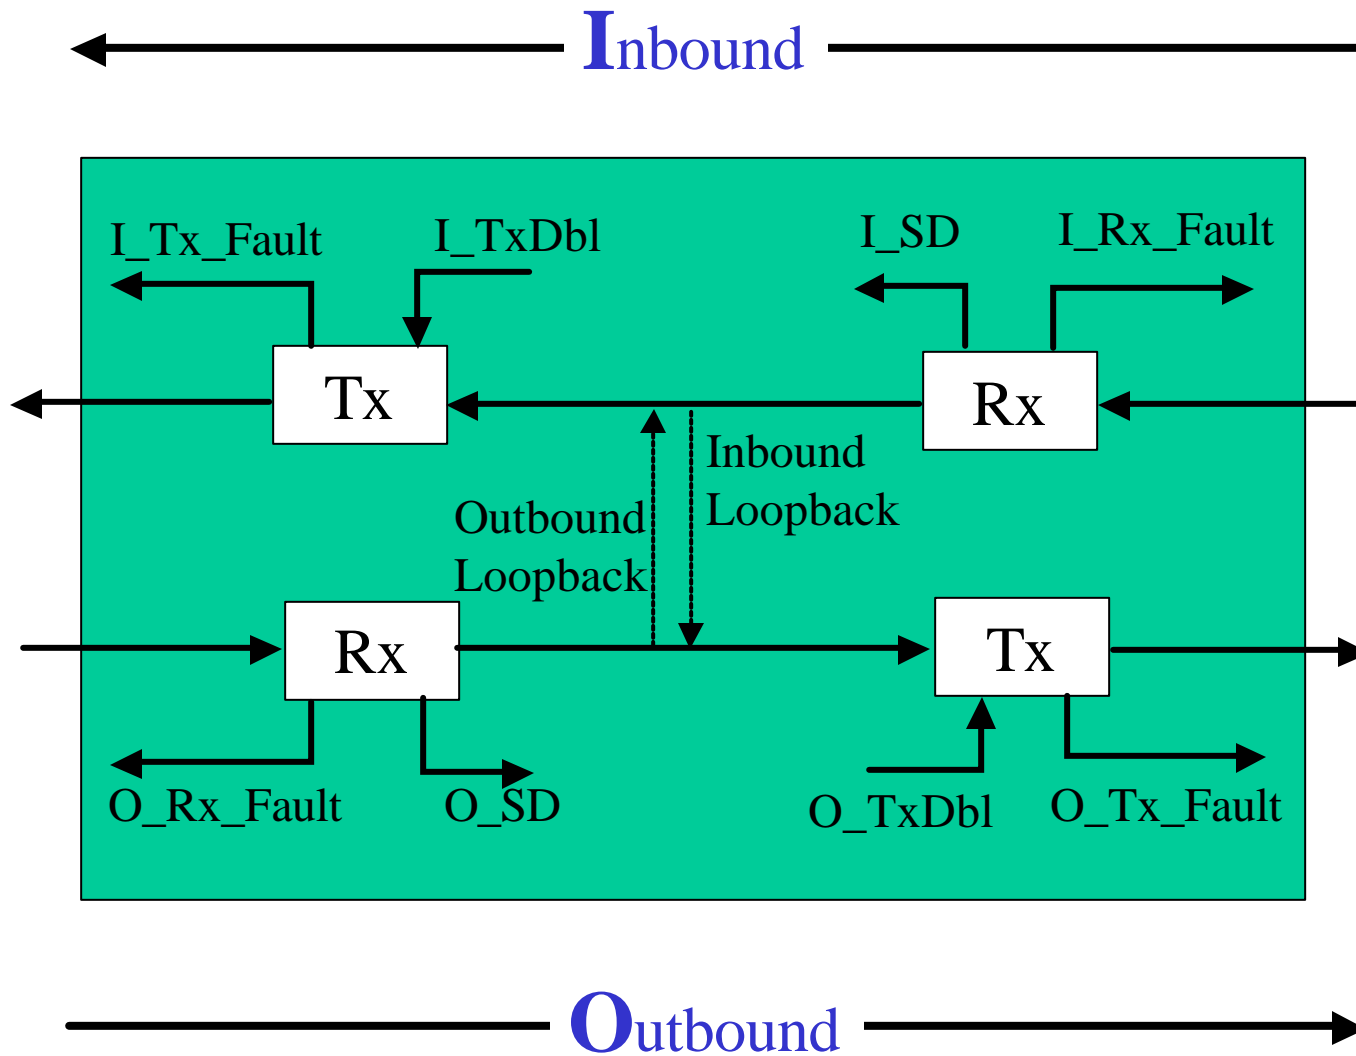 Inbound
I_Tx_Fault
I_TxDbl
I_SD
I_Rx_Fault
Tx
Rx
Inbound
Loopback
Outbound
Loopback
Rx
Tx
O_Rx_Fault
O_SD
O_TxDbl
O_Tx_Fault
Outbound